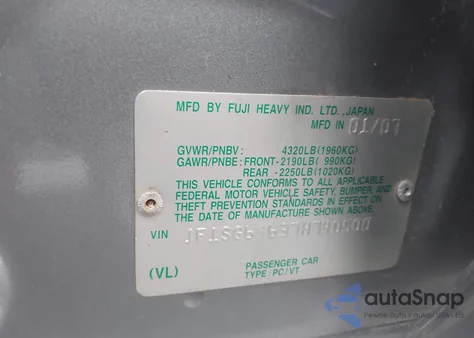 MFD BY FUJI HEAVY IND. LTD. ,JAPAN
MFD IN 01/07
GVWR/PNBV: 4320LB(1960KG)
GAWR/PNBE: FRONT-2190LB( 990KG)
REAR -2250LB(1020KG)
THIS VEHICLE CONFORMS TO ALL APPLICABLE
FEDERAL MOTOR VEHICLE SAFETY, BUMPER, AND
THEFT PREVENTION STANDARDS IN EFFECT ON
THE DATE OF MANUFACTURE SHOWN ABOVE.
VIN
(VL)
PASSENGER CAR
TYPE: PC/VT
autoSnap